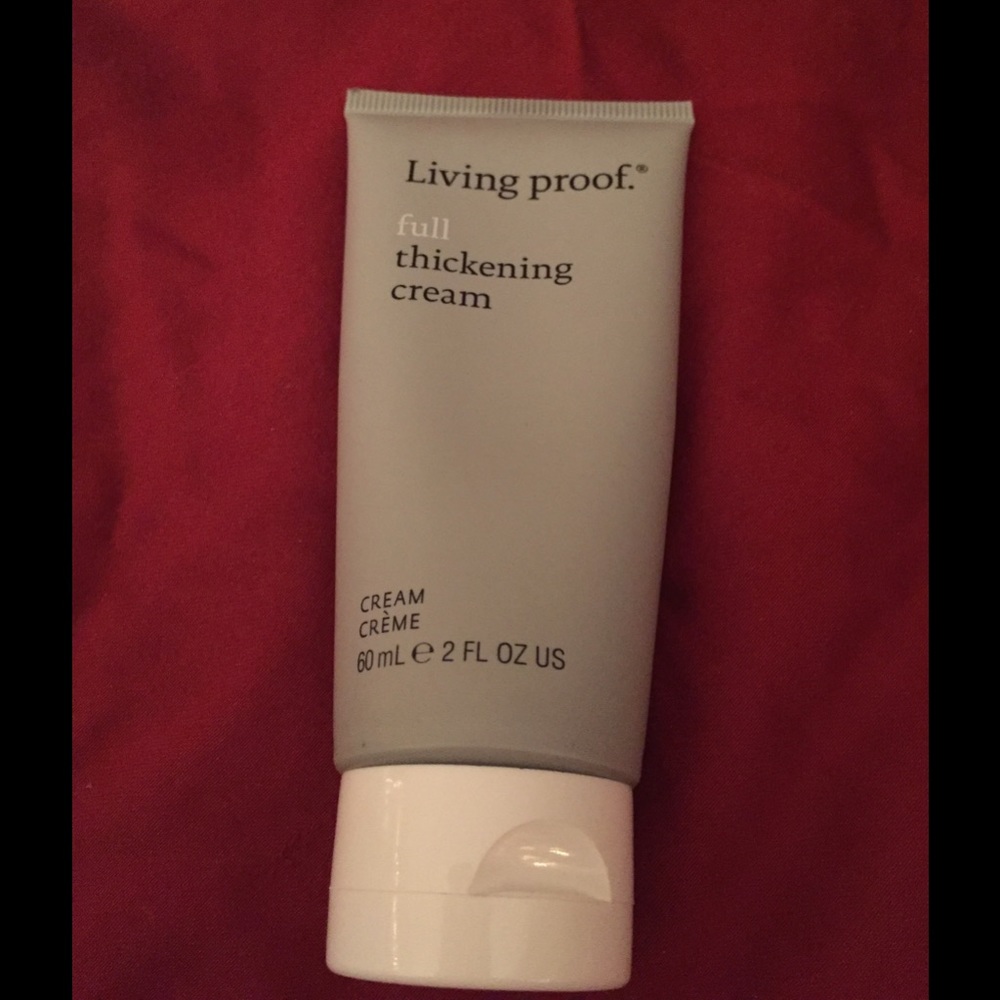 Living proof.®
full
thickening
cream
CREAM
CRÈME
60 mL ℮ 2 FL OZ US